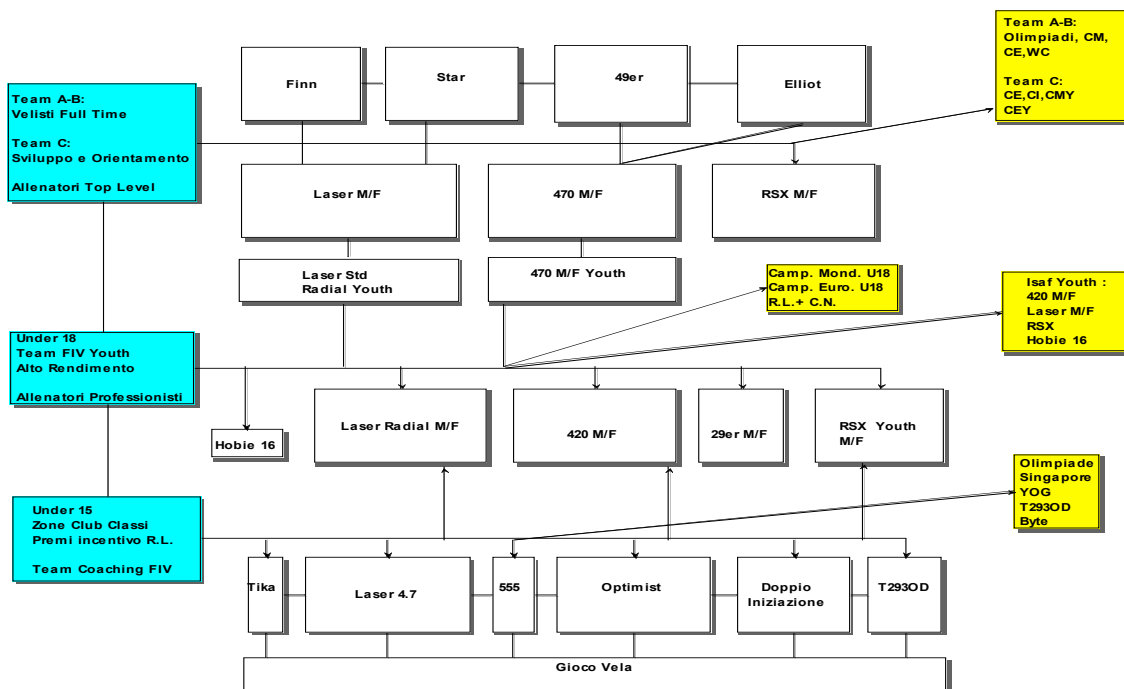 Team A-B:
Olimpiadi, CM,
CE,WC
Team C:
CE,CI,CMY
CEY
Finn
Star
49er
Elliot
Team A-B:
Velisti Full Time
Team C:
Sviluppo e Orientamento
Allenatori Top Level
Laser M/F
470 M/F
RSX M/F
Laser Std
Radial Youth
470 M/F Youth
Camp. Mond. U18
Camp. Euro. U18
R.L.+ C.N.
Isaf Youth :
420 M/F
Laser M/F
RSX
Hobie 16
Under 18
Team FIV Youth
Alto Rendimento
Allenatori Professionisti
Hobie 16
Laser Radial M/F
420 M/F
29er M/F
RSX Youth
M/F
Olimpiade
Singapore
YOG
T293OD
Byte
Under 15
Zone Club Classi
Premi incentivo R.L.
Team Coaching FIV
Tika
Laser 4.7
555
Optimist
Doppio
Iniziazione
T293OD
Gioco Vela